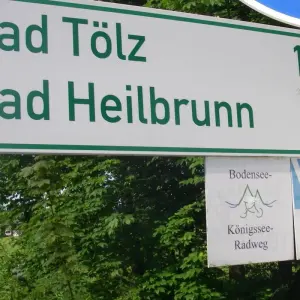 ad Tölz
ad Heilbrunn
Bodensee-
Königssee-
Radweg